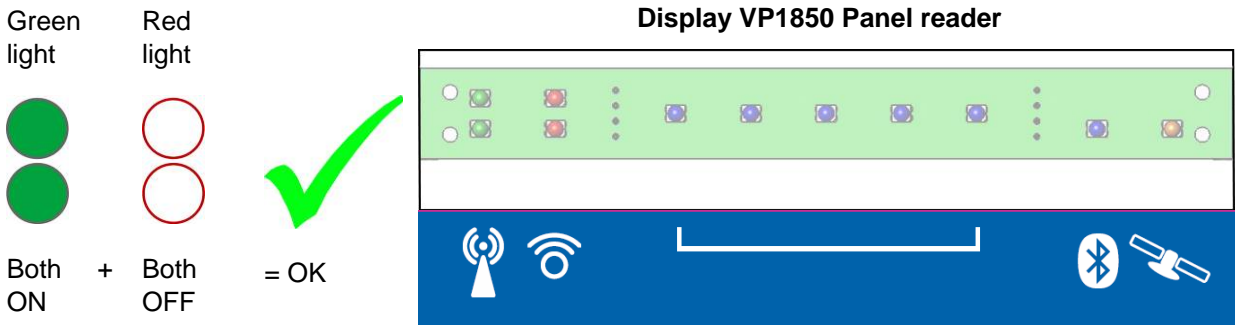 Green
light
Red
light
Display VP1850 Panel reader
Both
ON
+
Both
OFF
= OK